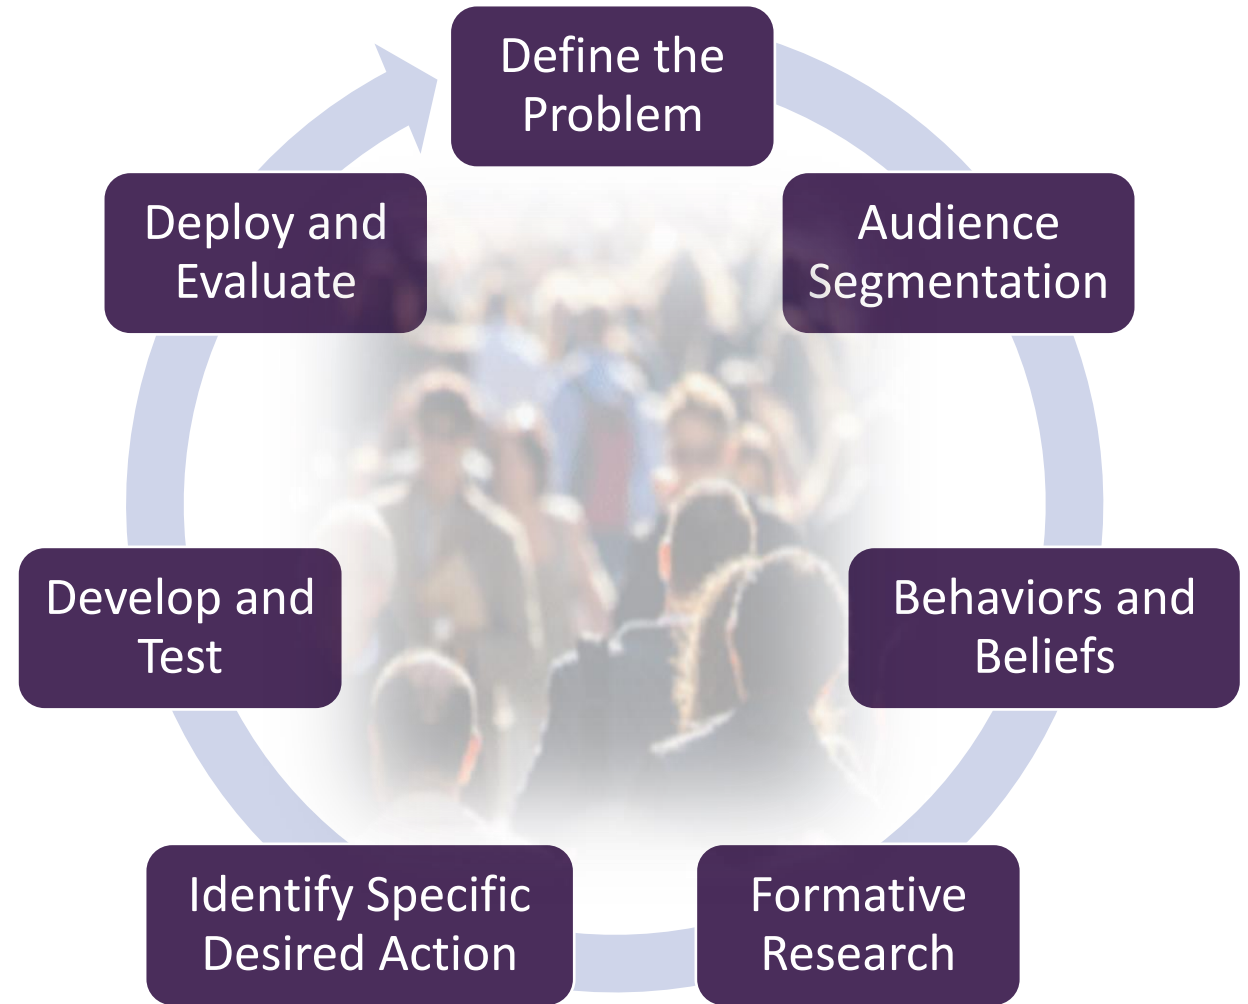 Define the
Problem
Audience
Segmentation
Behaviors and
Beliefs
Formative
Research
Identify Specific
Desired Action
Develop and
Test
Deploy and
Evaluate